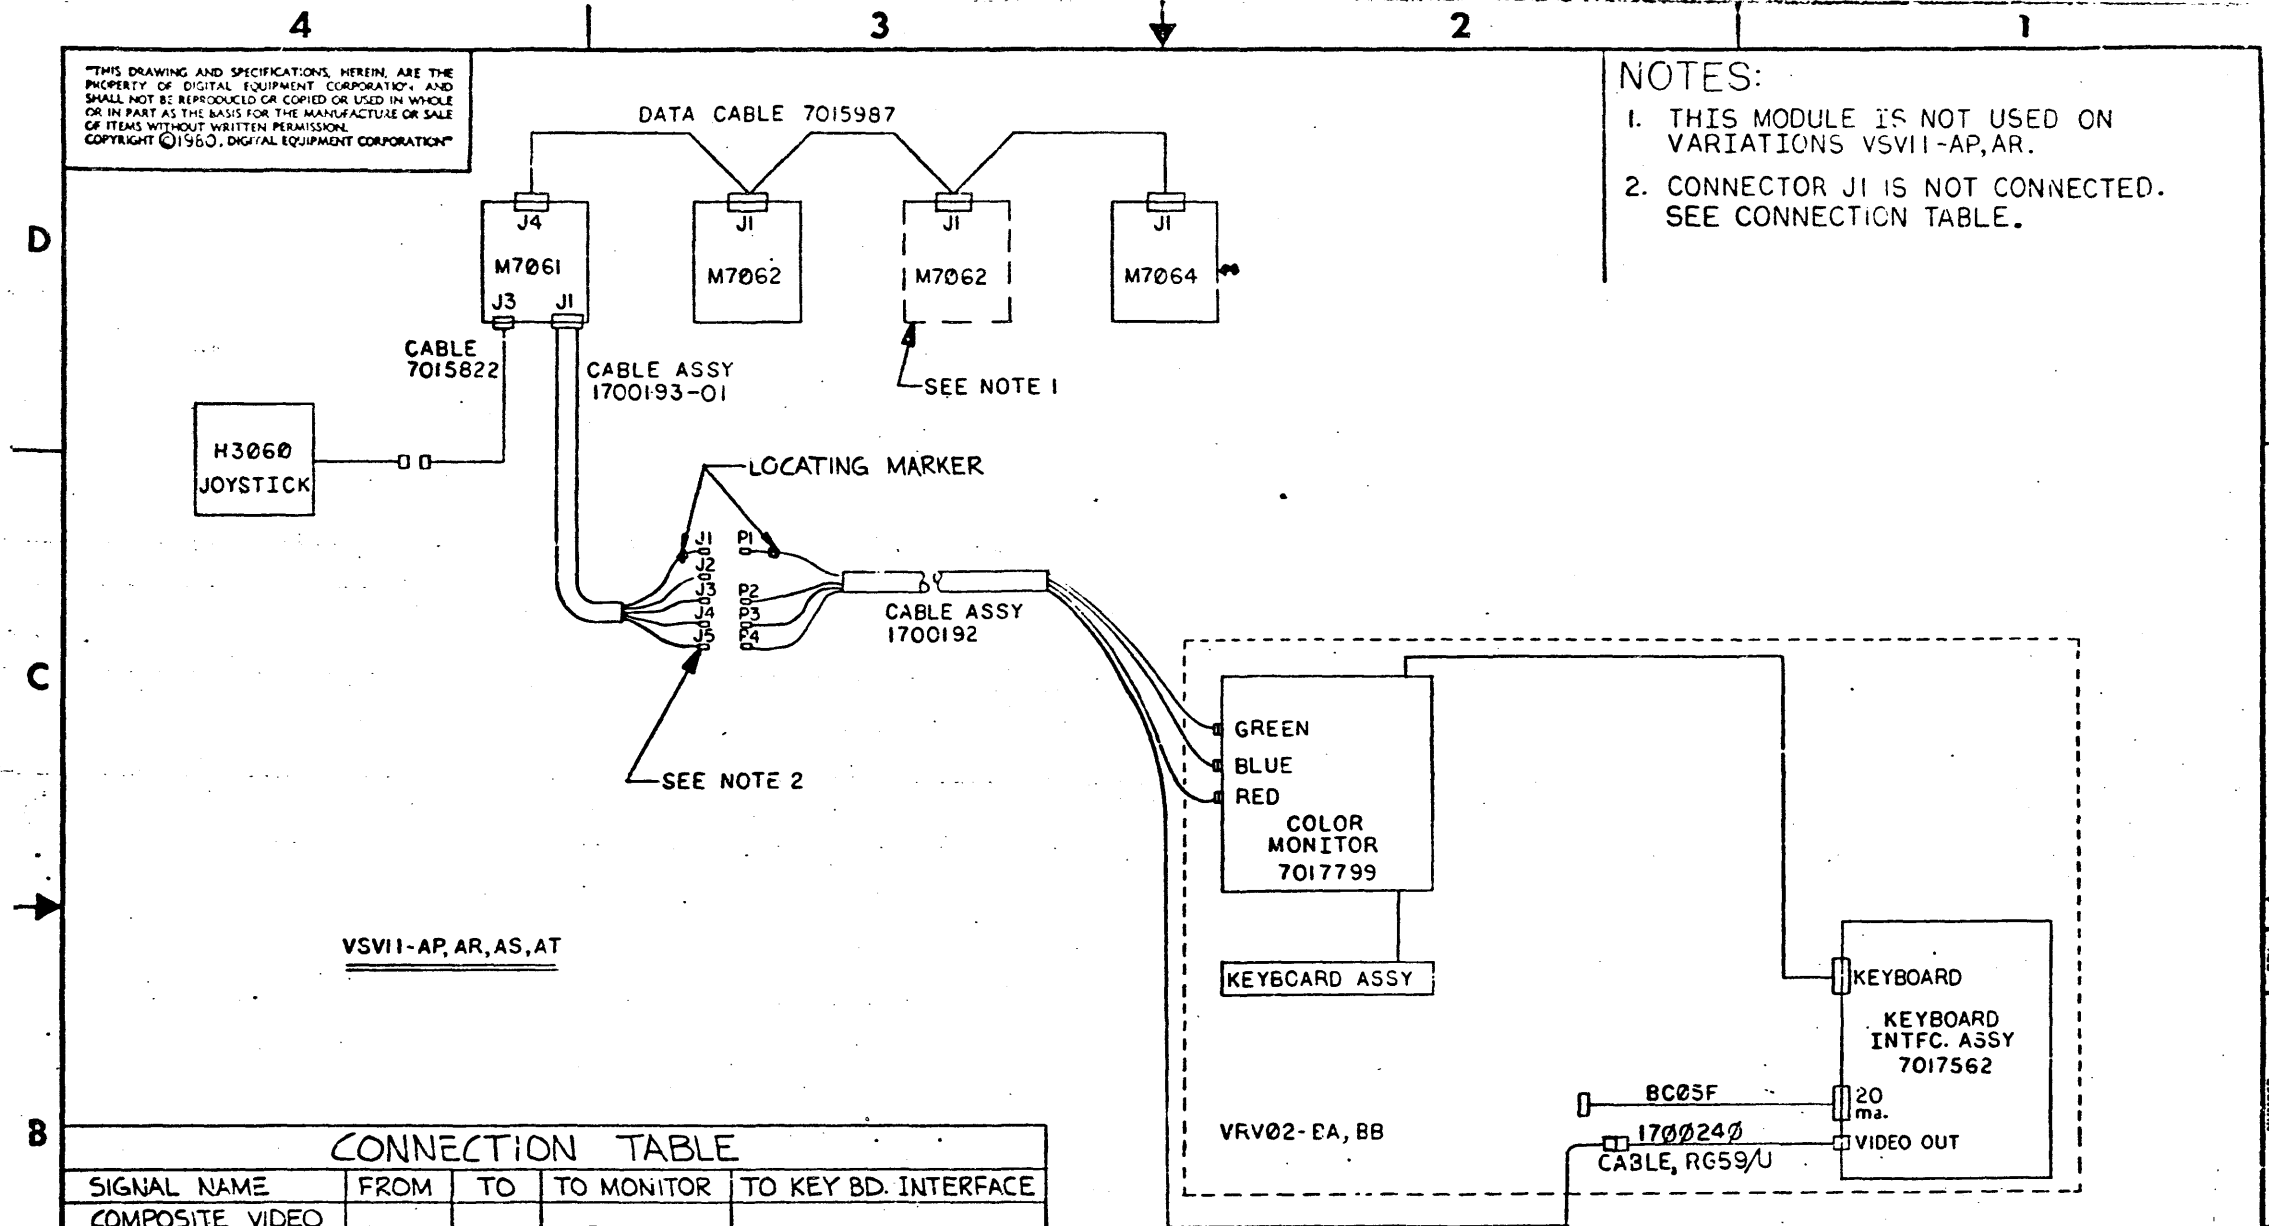 4 3 2 1
"THIS DRAWING AND SPECIFICATIONS, HEREIN, ARE THE
PROPERTY OF DIGITAL EQUIPMENT CORPORATION AND
SHALL NOT BE REPRODUCED OR COPIED OR USED IN WHOLE
OR IN PART AS THE BASIS FOR THE MANUFACTURE OR SALE
OF ITEMS WITHOUT WRITTEN PERMISSION.
COPYRIGHT ©1980, DIGITAL EQUIPMENT CORPORATION"
NOTES:
1. THIS MODULE IS NOT USED ON
VARIATIONS VSV11-AP,AR.
2. CONNECTOR J1 IS NOT CONNECTED.
SEE CONNECTION TABLE.
DATA CABLE 7015987
D
J4
M7061
J3 J1
J1
M7062
J1
M7062
J1
M7064
CABLE
7015822
CABLE ASSY
1700193-01
SEE NOTE 1
H3060
JOYSTICK
LOCATING MARKER
J1 P1
J2
J3 P2
J4 P3
J5 P4
CABLE ASSY
1700192
C
SEE NOTE 2
GREEN
BLUE
RED
COLOR
MONITOR
7017799
VSV11-AP, AR, AS, AT
KEYBOARD ASSY
KEYBOARD
KEYBOARD
INTFC. ASSY
7017562
BC05F
20
ma.
VRV02-BA, BB
1700240
CABLE, RG59/U
VIDEO OUT
B
CONNECTION TABLE
SIGNAL NAME FROM TO TO MONITOR TO KEY BD. INTERFACE
COMPOSITE VIDEO